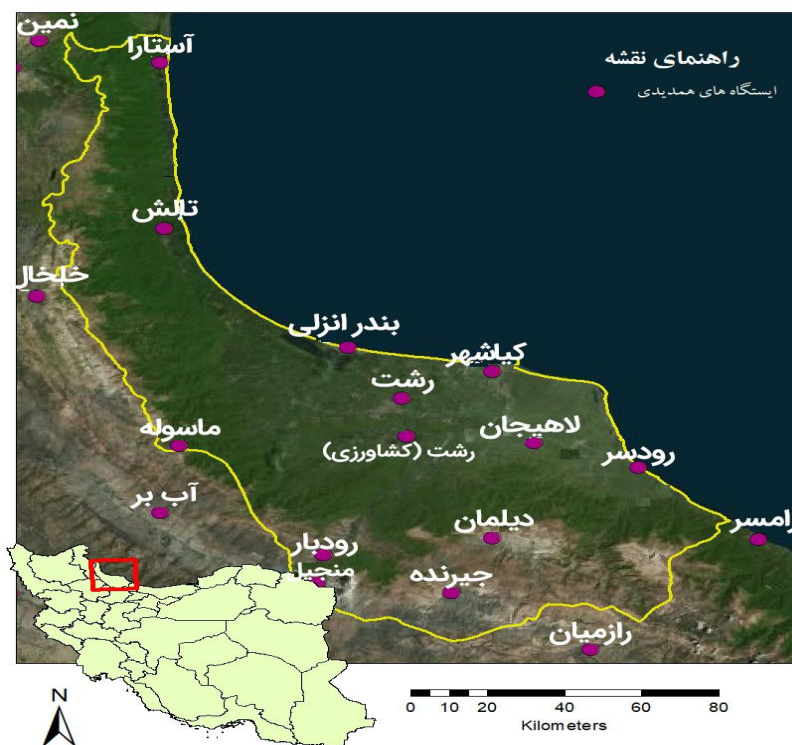 نمین
آستارا
راهنمای نقشه
ایستگاه های همدیدی
تالش
خلخال
بندر انزلی
کیاشهر
رشت
ماسوله
لاهیجان
رشت (کشاورزی)
رودسر
آب بر
دیلمان
رامسر
رودبار
منجیل
جیرنده
رازمیان
N
0 10 20 40 60 80
Kilometers